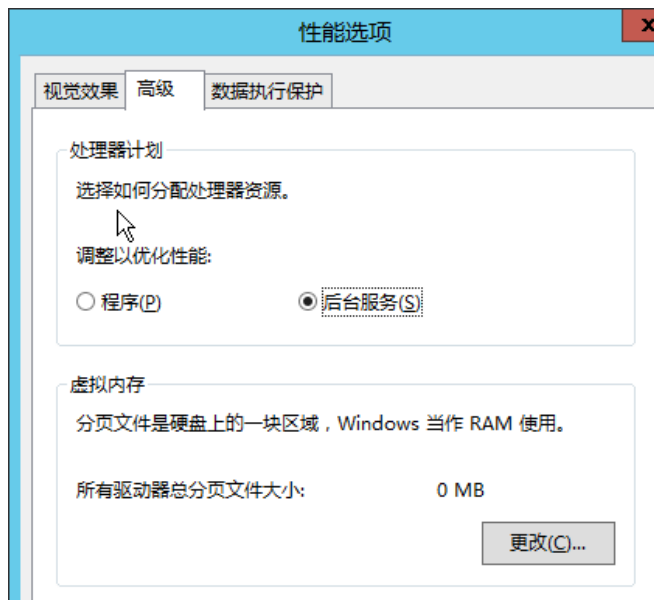 性能选项
x
视觉效果 高级 数据执行保护
处理器计划
选择如何分配处理器资源。
调整以优化性能:
程序(P) 后台服务(S)
虚拟内存
分页文件是硬盘上的一块区域，Windows 当作 RAM 使用。
所有驱动器总分页文件大小: 0 MB
更改(C)...